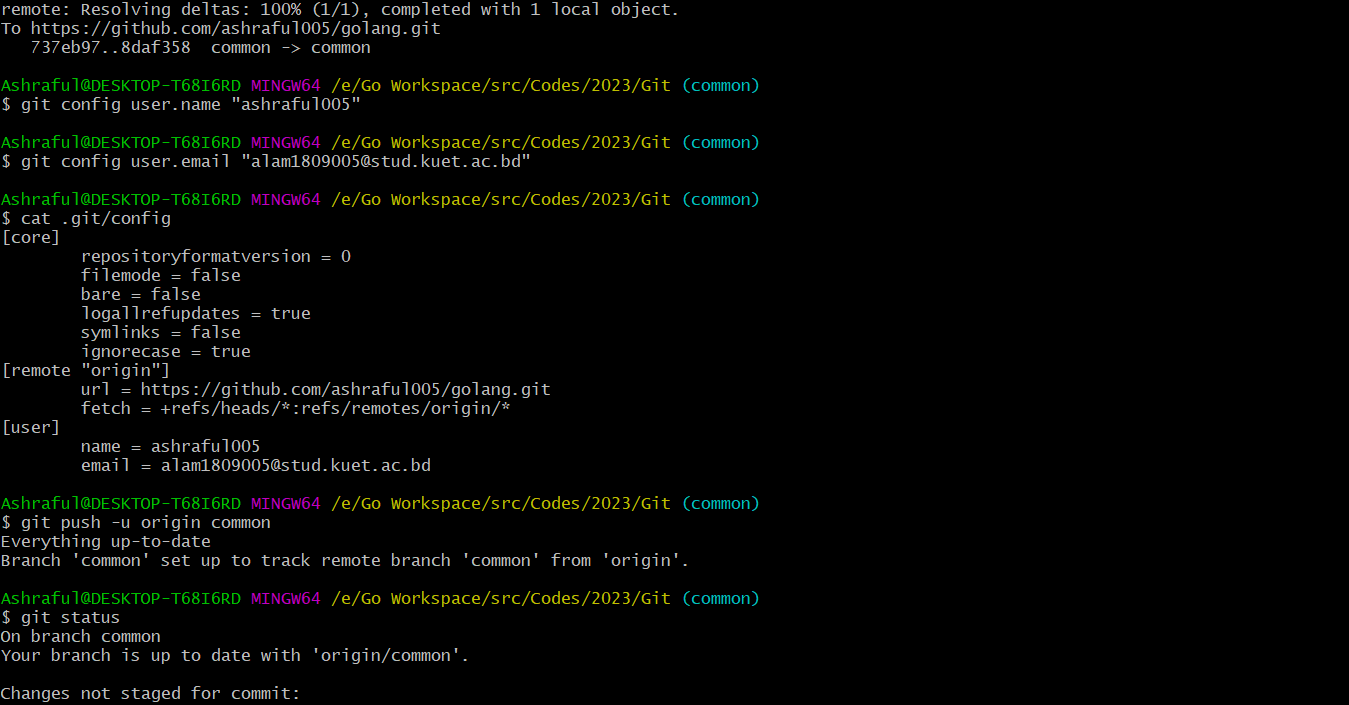 remote: Resolving deltas: 100% (1/1), completed with 1 local object.
To https://github.com/ashraful005/golang.git
   737eb97..8daf358  common -> common

Ashraful@DESKTOP-T68I6RD MINGW64 /e/Go Workspace/src/Codes/2023/Git (common)
$ git config user.name "ashraful005"

Ashraful@DESKTOP-T68I6RD MINGW64 /e/Go Workspace/src/Codes/2023/Git (common)
$ git config user.email "alam1809005@stud.kuet.ac.bd"

Ashraful@DESKTOP-T68I6RD MINGW64 /e/Go Workspace/src/Codes/2023/Git (common)
$ cat .git/config
[core]
        repositoryformatversion = 0
        filemode = false
        bare = false
        logallrefupdates = true
        symlinks = false
        ignorecase = true
[remote "origin"]
        url = https://github.com/ashraful005/golang.git
        fetch = +refs/heads/*:refs/remotes/origin/*
[user]
        name = ashraful005
        email = alam1809005@stud.kuet.ac.bd

Ashraful@DESKTOP-T68I6RD MINGW64 /e/Go Workspace/src/Codes/2023/Git (common)
$ git push -u origin common
Everything up-to-date
Branch 'common' set up to track remote branch 'common' from 'origin'.

Ashraful@DESKTOP-T68I6RD MINGW64 /e/Go Workspace/src/Codes/2023/Git (common)
$ git status
On branch common
Your branch is up to date with 'origin/common'.

Changes not staged for commit: